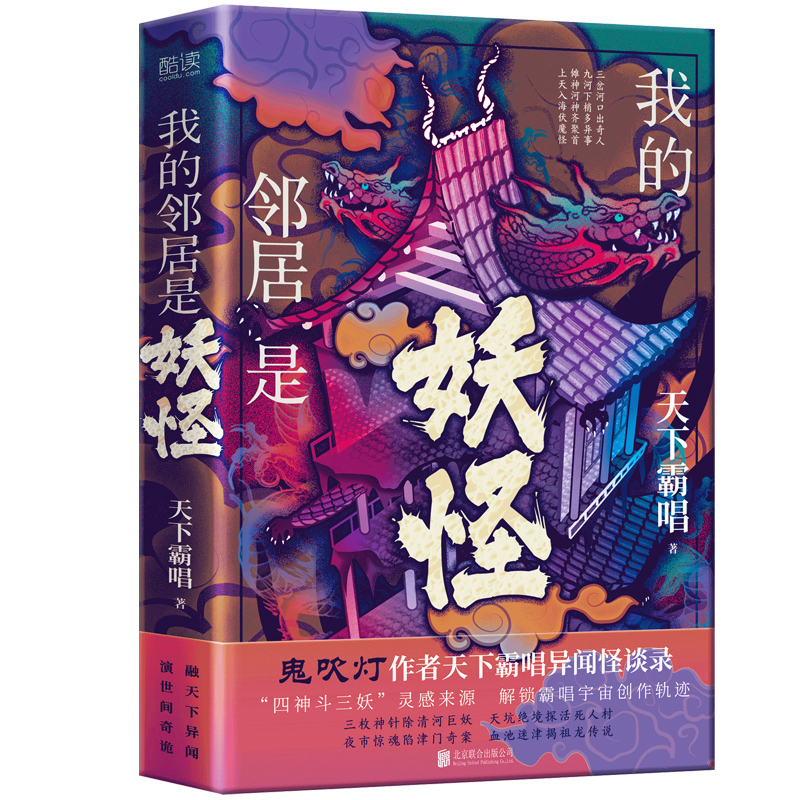 酷读
cooldu.com
我的邻居是
妖怪
天下霸唱
著
融天下异闻
演世间奇诡
三岔河口出奇人
九河下梢多异事
傩神河神齐聚首
上天入海伏魔怪
我的
邻居是
妖怪
天下霸唱
著
鬼吹灯作者天下霸唱异闻怪谈录
“四神斗三妖”灵感来源 解锁霸唱宇宙创作轨迹
三枚神针除清河巨妖 天坑绝境探活死人村
夜市惊魂陷津门奇案 血池迷津揭祖龙传说
北京联合出版公司
Beijing United Publishing Co.,Ltd.